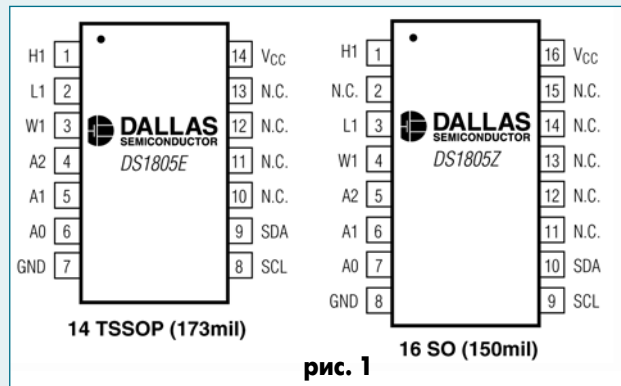 H1 1 14 VCC
L1 2 13 N.C.
W1 3 12 N.C.
A2 4 11 N.C.
A1 5 10 N.C.
A0 6 9 SDA
GND 7 8 SCL
DALLAS
SEMICONDUCTOR
DS1805E
14 TSSOP (173mil)
H1 1 16 VCC
N.C. 2 15 N.C.
L1 3 14 N.C.
W1 4 13 N.C.
A2 5 12 N.C.
A1 6 11 N.C.
A0 7 10 SDA
GND 8 9 SCL
DALLAS
SEMICONDUCTOR
DS1805Z
16 SO (150mil)
рис. 1